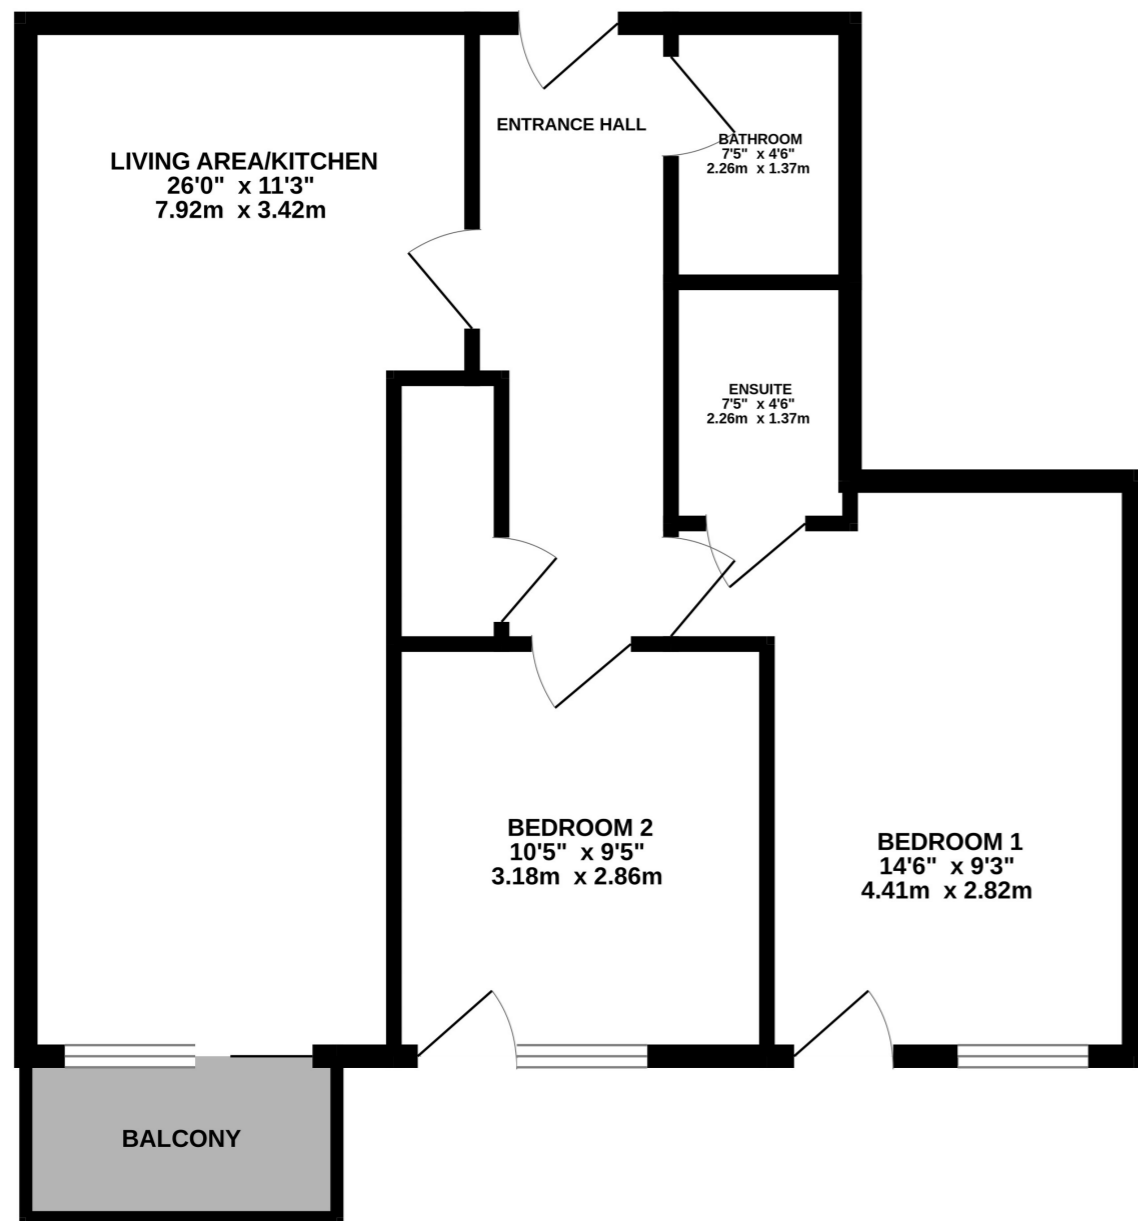 ENTRANCE HALL
BATHROOM
7'5" x 4'6"
2.26m x 1.37m
LIVING AREA/KITCHEN
26'0" x 11'3"
7.92m x 3.42m
ENSUITE
7'5" x 4'6"
2.26m x 1.37m
BEDROOM 2
10'5" x 9'5"
3.18m x 2.86m
BEDROOM 1
14'6" x 9'3"
4.41m x 2.82m
BALCONY